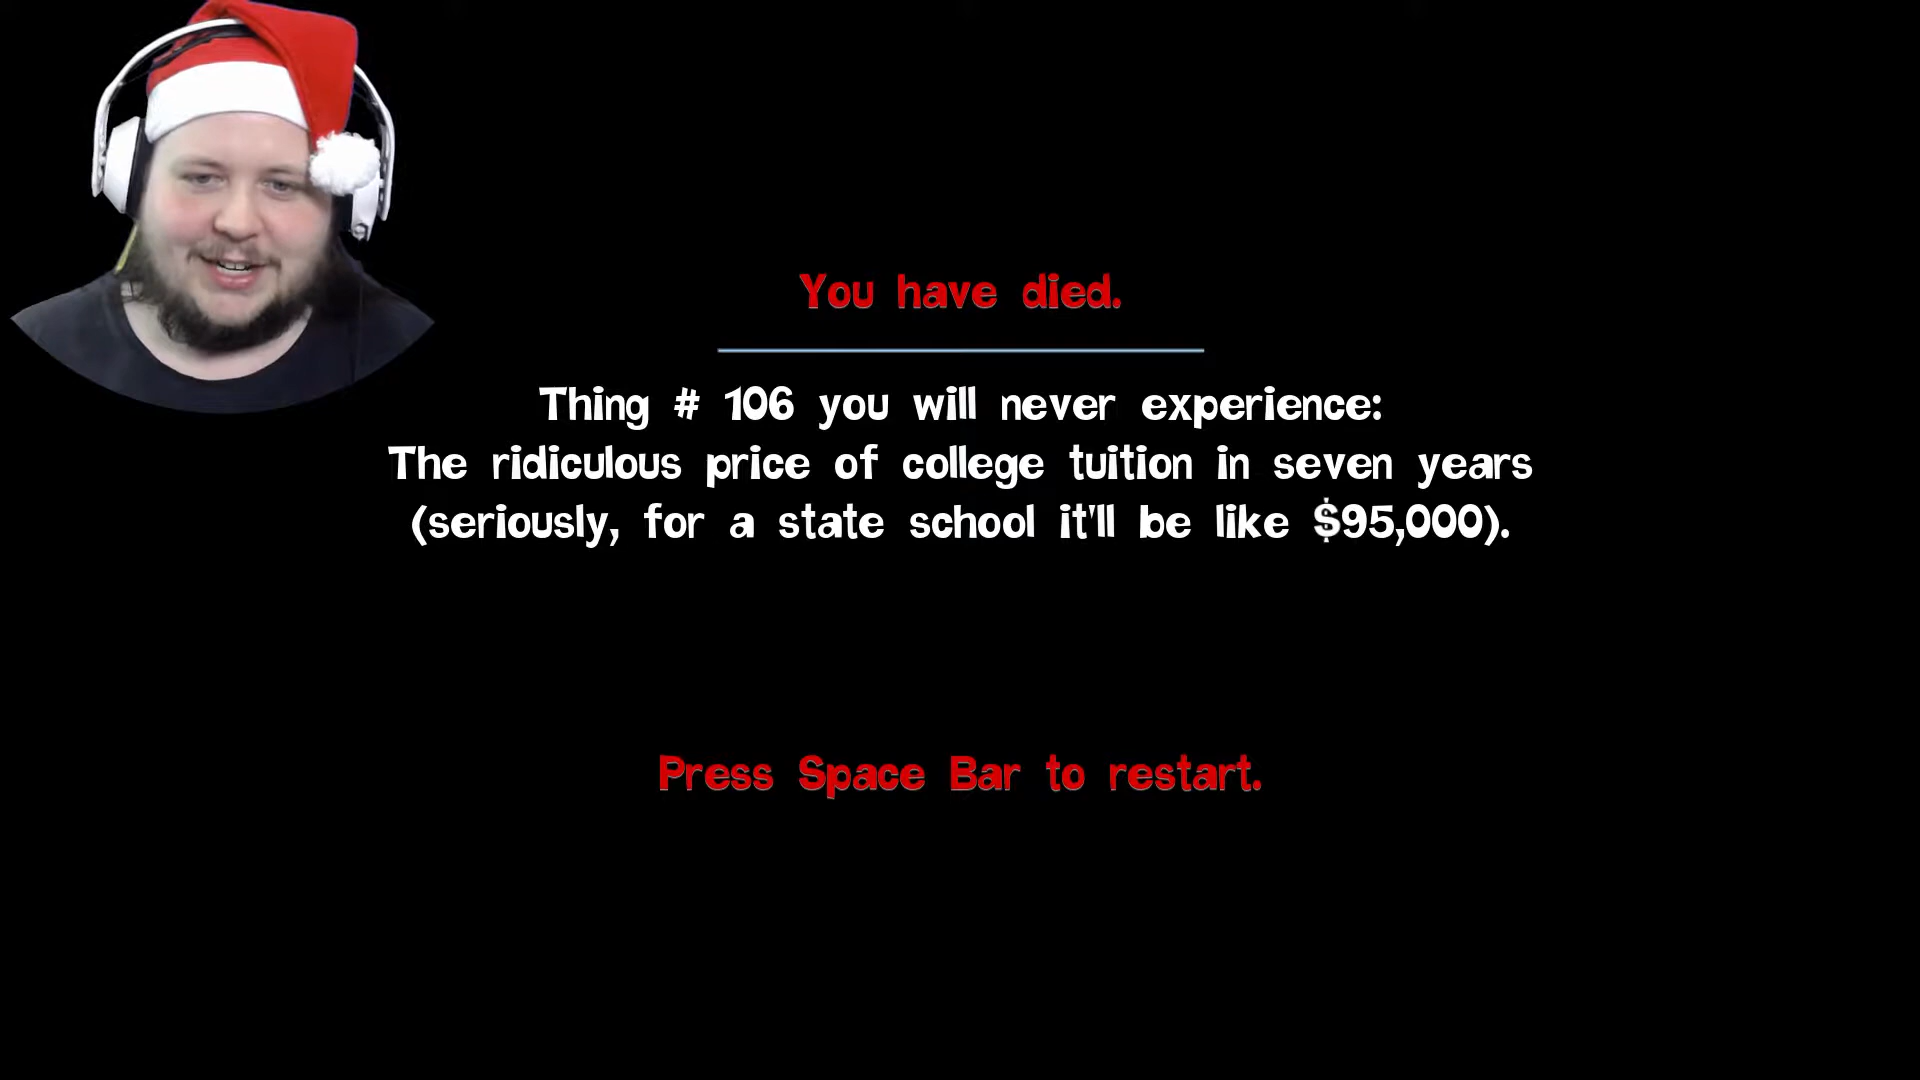 You have died.
Thing # 106 you will never experience:
The ridiculous price of college tuition in seven years
(seriously, for a state school it'll be like $95,000).
Press Space Bar to restart.